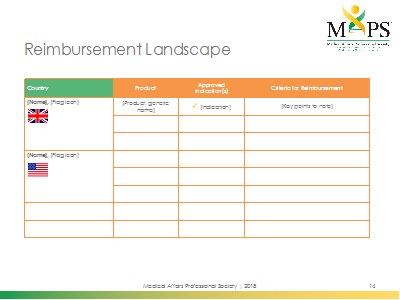 MAPS
Reimbursement Landscape
Country
Product
Approved
Indication(s)
Criteria for Reimbursement
[Name], [Flag icon]
[Product, generic
name]
✓ [Indication]
[Key points to note]
[Name], [Flag icon]
Medical Affairs Professional Society | 2018
14